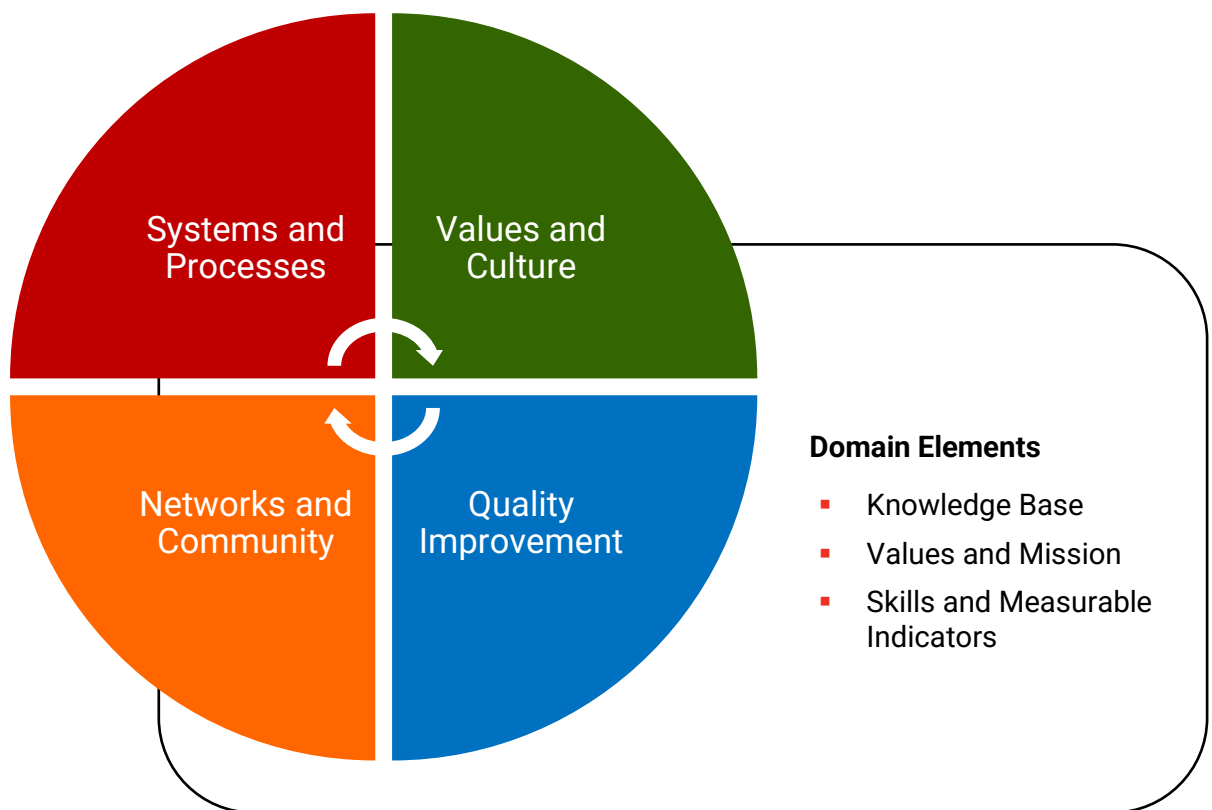 Systems and
Processes
Values and
Culture
Networks and
Community
Quality
Improvement
Domain Elements
▪ Knowledge Base
▪ Values and Mission
▪ Skills and Measurable
Indicators